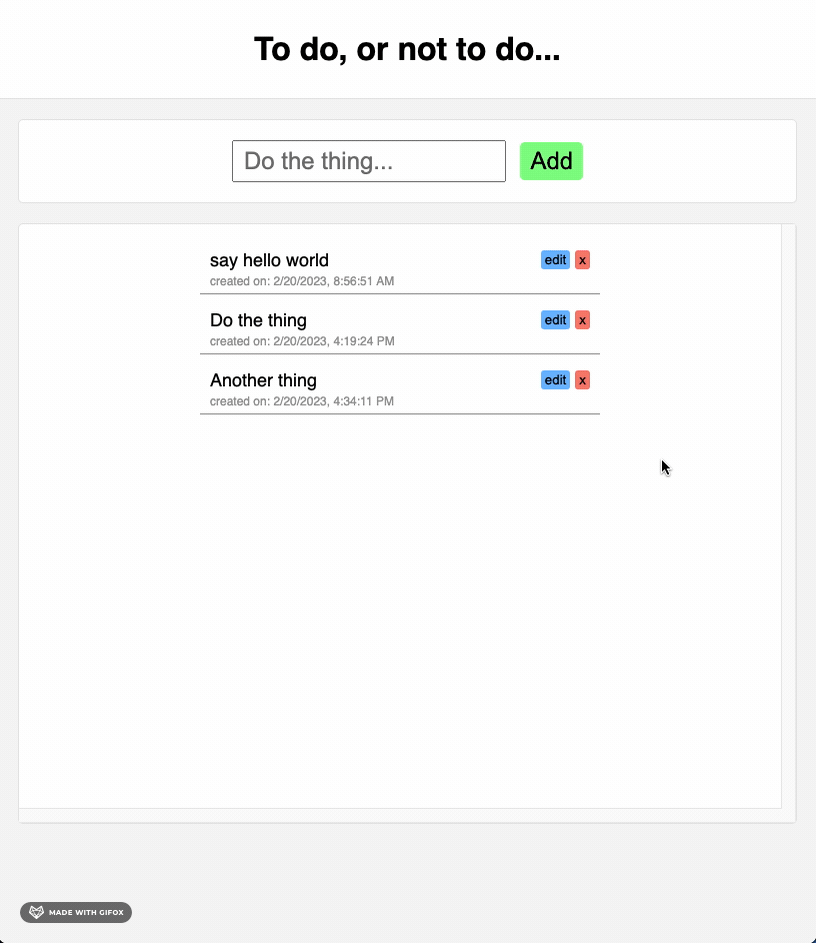 To do, or not to do...
Do the thing...
Add
say hello world
edit
x
created on: 2/20/2023, 8:56:51 AM
Do the thing
edit
x
created on: 2/20/2023, 4:19:24 PM
Another thing
edit
x
created on: 2/20/2023, 4:34:11 PM
MADE WITH GIFOX